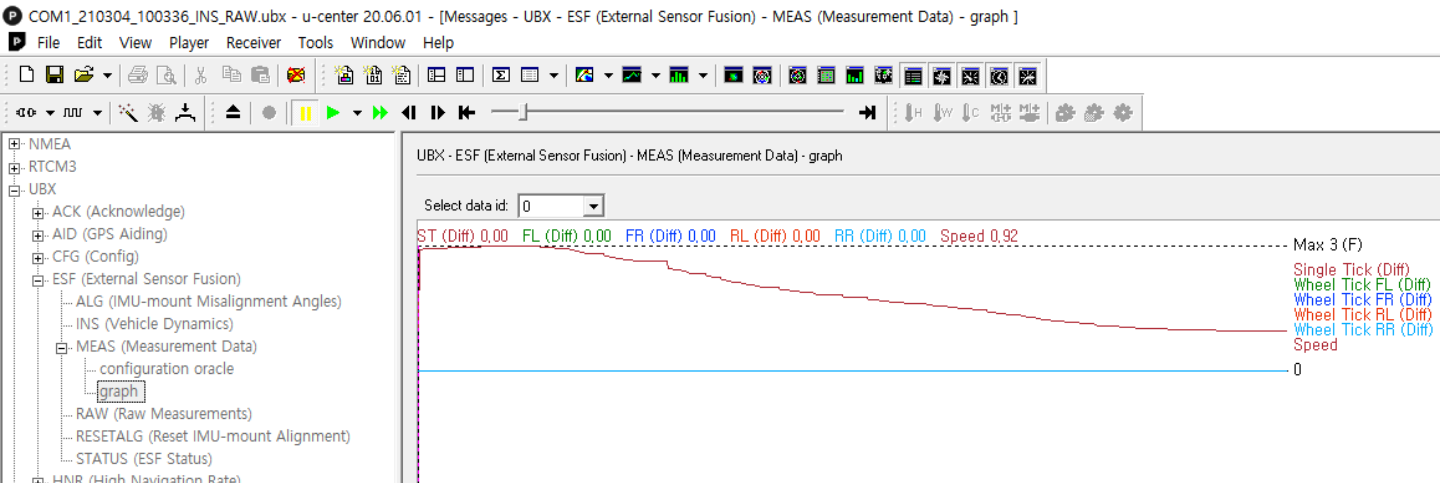 COM1_210304_100336_INS_RAW.ubx - u-center 20.06.01 - [Messages - UBX - ESF (External Sensor Fusion) - MEAS (Measurement Data) - graph ]
File Edit View Player Receiver Tools Window Help
H W C
NMEA
RTCM3
UBX
ACK (Acknowledge)
AID (GPS Aiding)
CFG (Config)
ESF (External Sensor Fusion)
ALG (IMU-mount Misalignment Angles)
INS (Vehicle Dynamics)
MEAS (Measurement Data)
configuration oracle
graph
RAW (Raw Measurements)
RESETALG (Reset IMU-mount Alignment)
STATUS (ESF Status)
HNR (High Navigation Rate)
UBX - ESF (External Sensor Fusion) - MEAS (Measurement Data) - graph
Select data id: 0
ST (Diff) 0,00 FL (Diff) 0,00 FR (Diff) 0,00 RL (Diff) 0,00 RR (Diff) 0,00 Speed 0,92
Max 3 (F)
Single Tick (Diff)
Wheel Tick FL (Diff)
Wheel Tick FR (Diff)
Wheel Tick RL (Diff)
Wheel Tick RR (Diff)
Speed
0